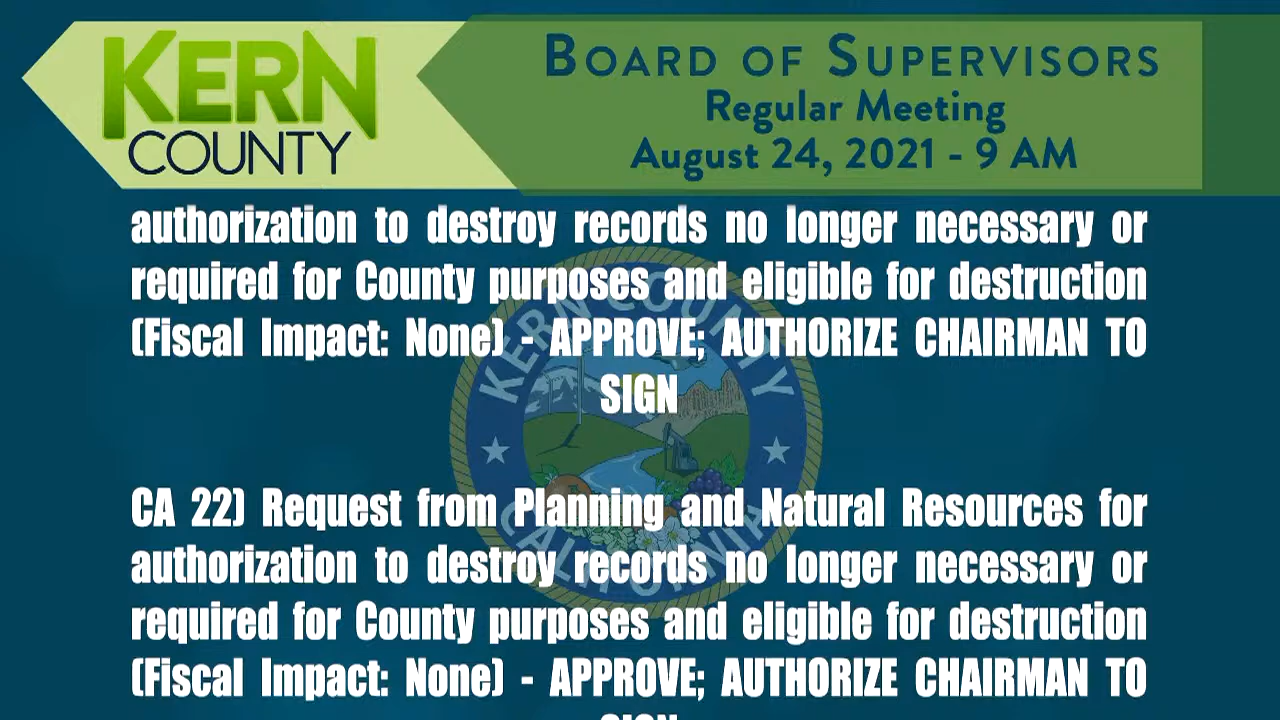 KERN
COUNTY
BOARD OF SUPERVISORS
Regular Meeting
August 24, 2021 - 9 AM
authorization to destroy records no longer necessary or
required for County purposes and eligible for destruction
(Fiscal Impact: None) - APPROVE; AUTHORIZE CHAIRMAN TO
SIGN
KERN COUNTY
CALIFORNIA
CA 22) Request from Planning and Natural Resources for
authorization to destroy records no longer necessary or
required for County purposes and eligible for destruction
(Fiscal Impact: None) - APPROVE; AUTHORIZE CHAIRMAN TO